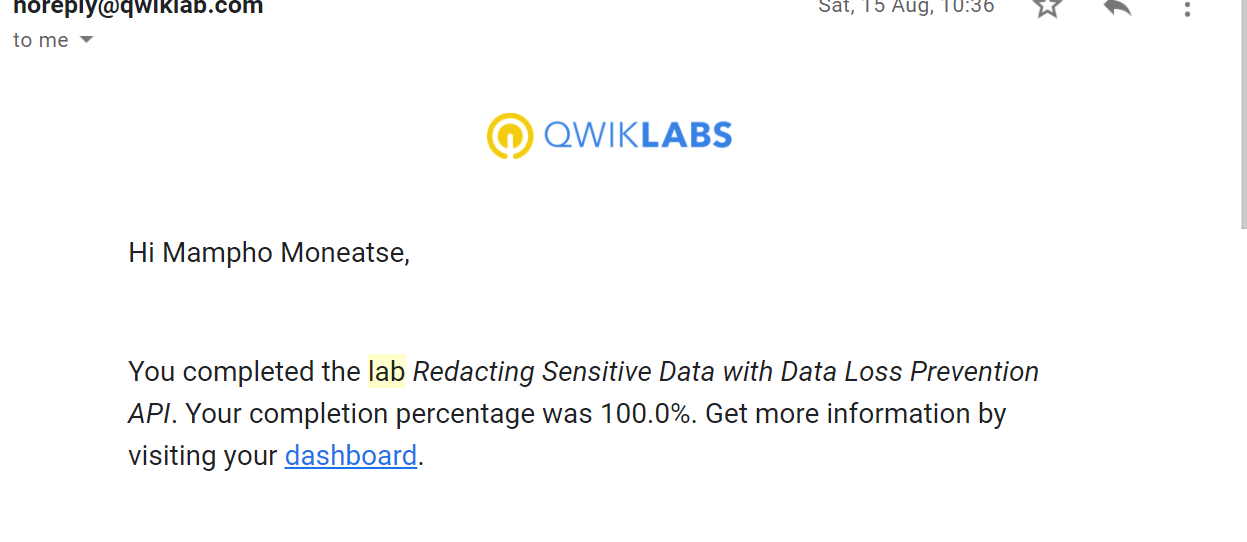 noreply@qwiklab.com Sat, 15 Aug, 10:36
to me
QWIKLABS
Hi Mampho Moneatse,
You completed the lab Redacting Sensitive Data with Data Loss Prevention
API. Your completion percentage was 100.0%. Get more information by
visiting your dashboard.